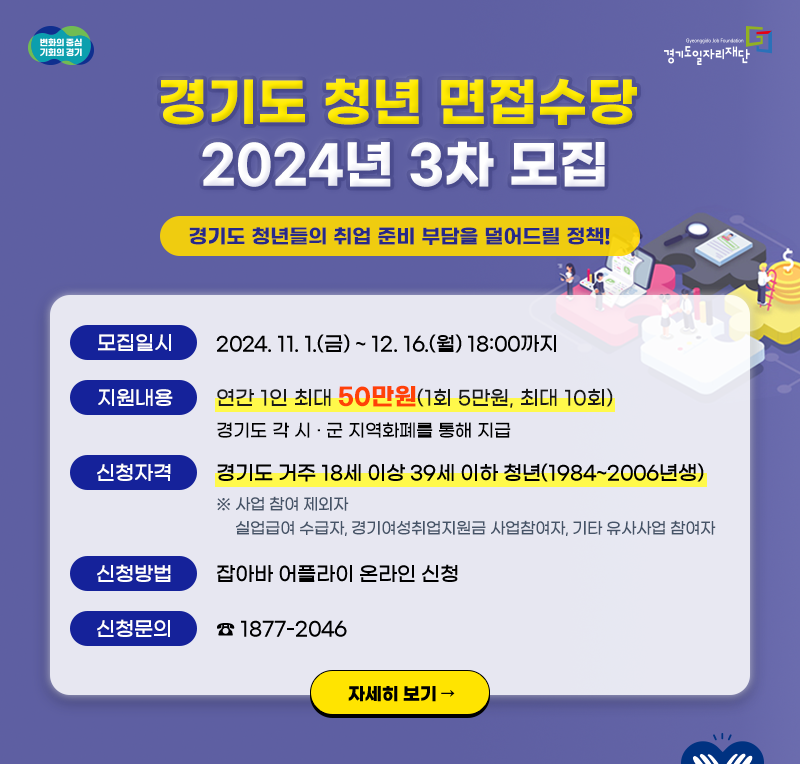 변화의 중심
기회의 경기
Gyeonggido Job Foundation
경기도일자리재단
경기도 청년 면접수당
2024년 3차 모집
경기도 청년들의 취업 준비 부담을 덜어드릴 정책!
모집일시 2024. 11. 1.(금) ~ 12. 16.(월) 18:00까지
지원내용 연간 1인 최대 50만원(1회 5만원, 최대 10회)
경기도 각 시 · 군 지역화폐를 통해 지급
신청자격 경기도 거주 18세 이상 39세 이하 청년(1984~2006년생)
※ 사업 참여 제외자
실업급여 수급자, 경기여성취업지원금 사업참여자, 기타 유사사업 참여자
신청방법 잡아바 어플라이 온라인 신청
신청문의 ☎ 1877-2046
자세히 보기 →